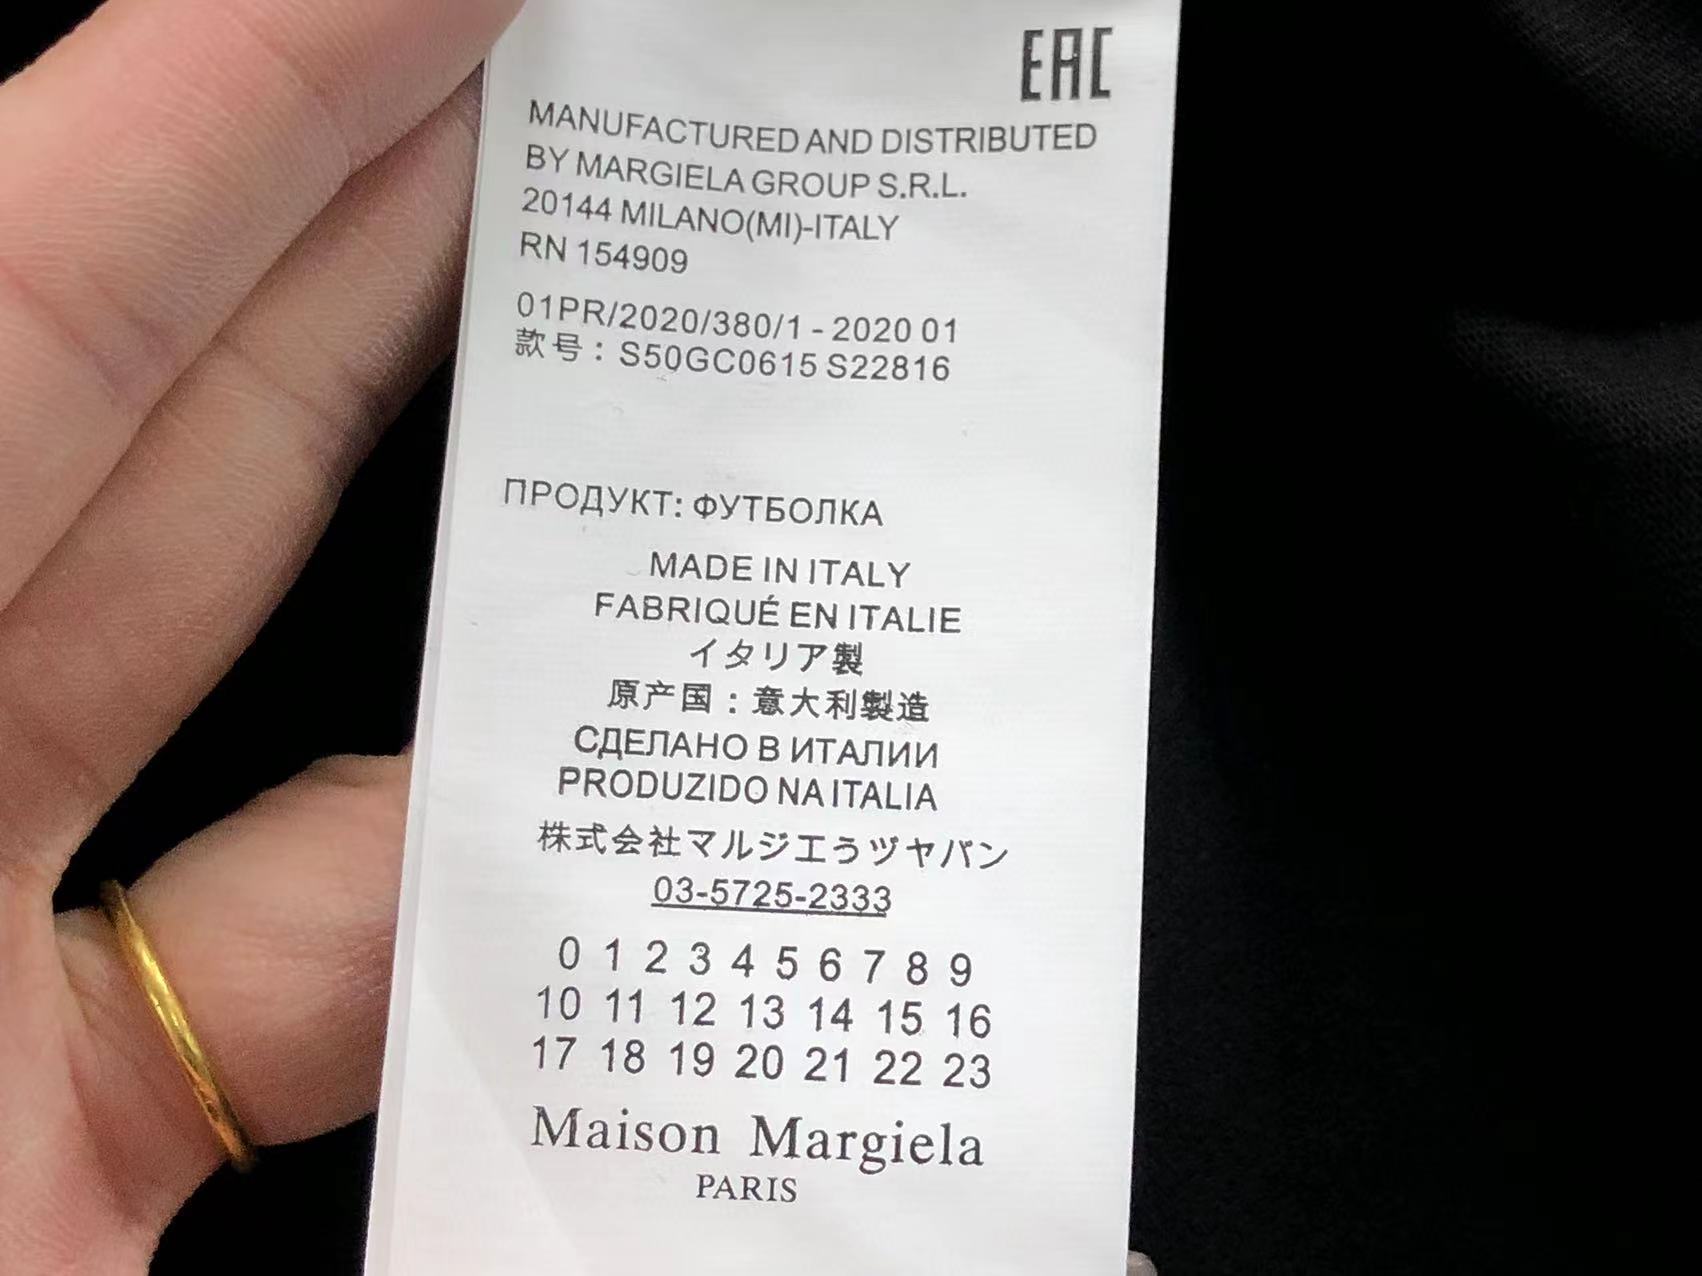 EAC
MANUFACTURED AND DISTRIBUTED
BY MARGIELA GROUP S.R.L.
20144 MILANO(MI)-ITALY
RN 154909
01PR/2020/380/1 - 2020 01
款号：S50GC0615 S22816
ПРОДУКТ: ФУТБОЛКА
MADE IN ITALY
FABRIQUÉ EN ITALIE
イタリア製
原产国：意大利製造
СДЕЛАНО В ИТАЛИИ
PRODUZIDO NA ITALIA
株式会社マルジエらヅヤバン
03-5725-2333
0 1 2 3 4 5 6 7 8 9
10 11 12 13 14 15 16
17 18 19 20 21 22 23
Maison Margiela
PARIS